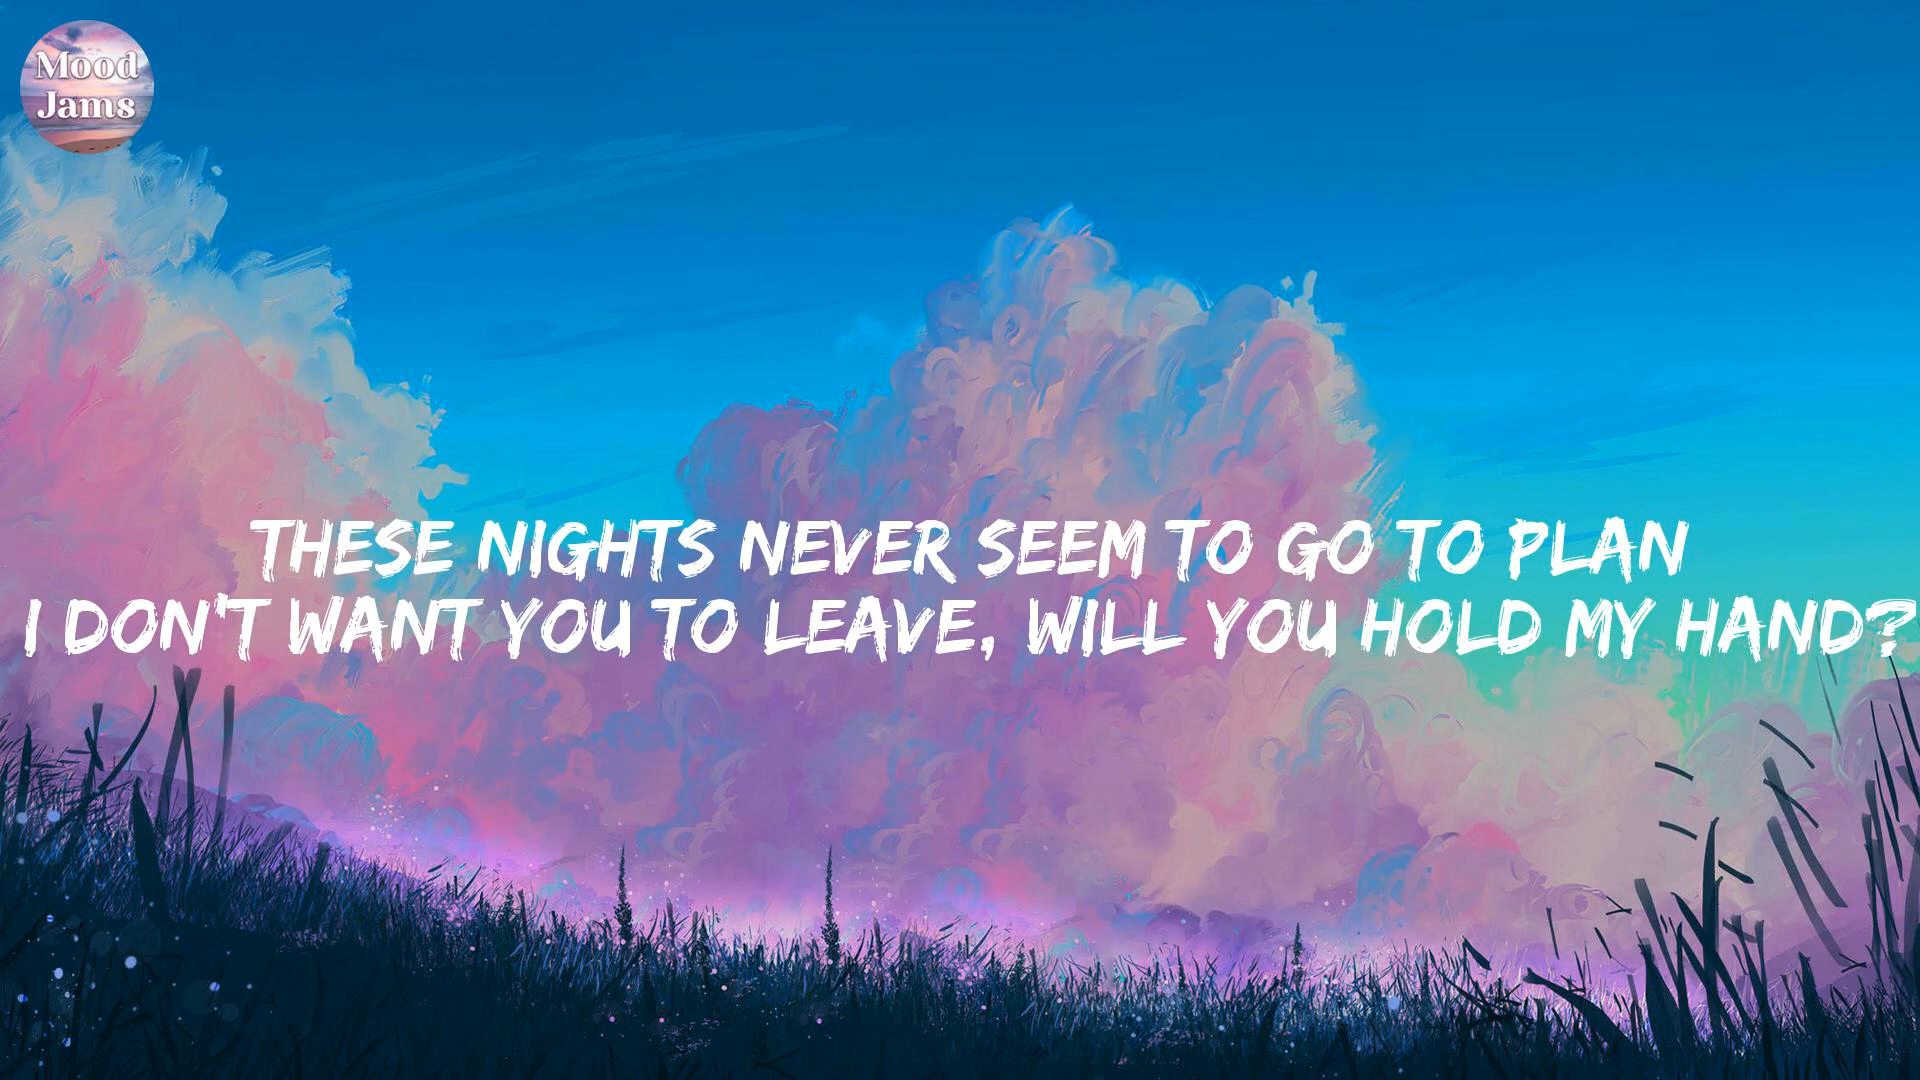 Mood
Jams
THESE NIGHTS NEVER SEEM TO GO TO PLAN
I DON'T WANT YOU TO LEAVE, WILL YOU HOLD MY HAND?